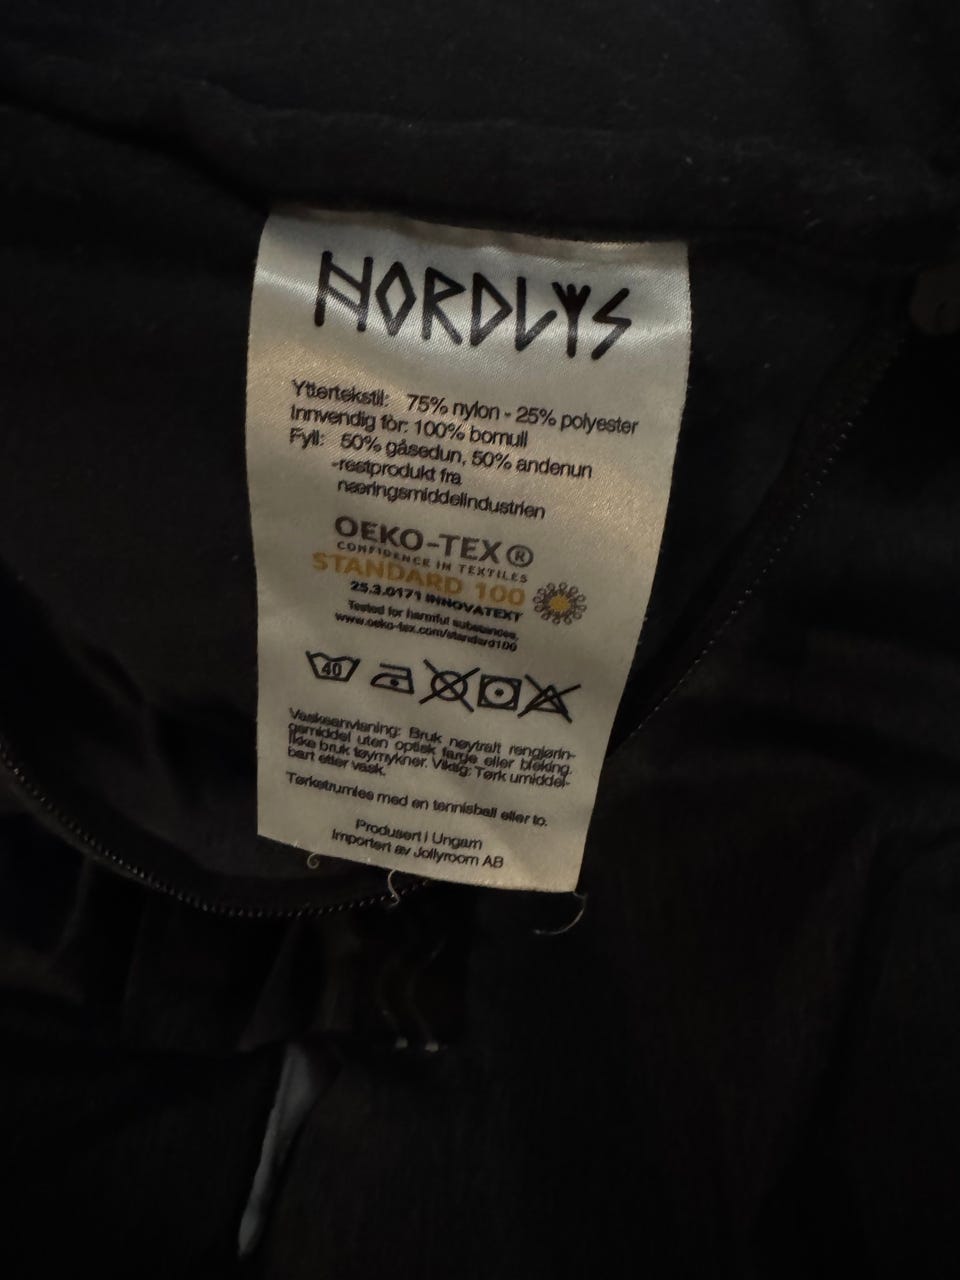 NORDLYS
Yttertekstil: 75% nylon - 25% polyester
Innvendig fôr: 100% bomull
Fyll: 50% gåsedun, 50% andenun
-restprodukt fra
næringsmiddelindustrien
OEKO-TEX®
CONFIDENCE IN TEXTILES
STANDARD 100
25.3.0171 INNOVATEXT
Tested for harmful substances.
www.oeko-tex.com/standard100
40
Vaskeanvisning: Bruk nøytralt rengjørin-
gsmiddel uten optisk farge eller bleking.
Ikke bruk tøymykner. Viktig: Tørk umiddel-
bart etter vask.
Tørketrumles med en tennisball eller to.
Produsert i Ungarn
Importert av Jollyroom AB